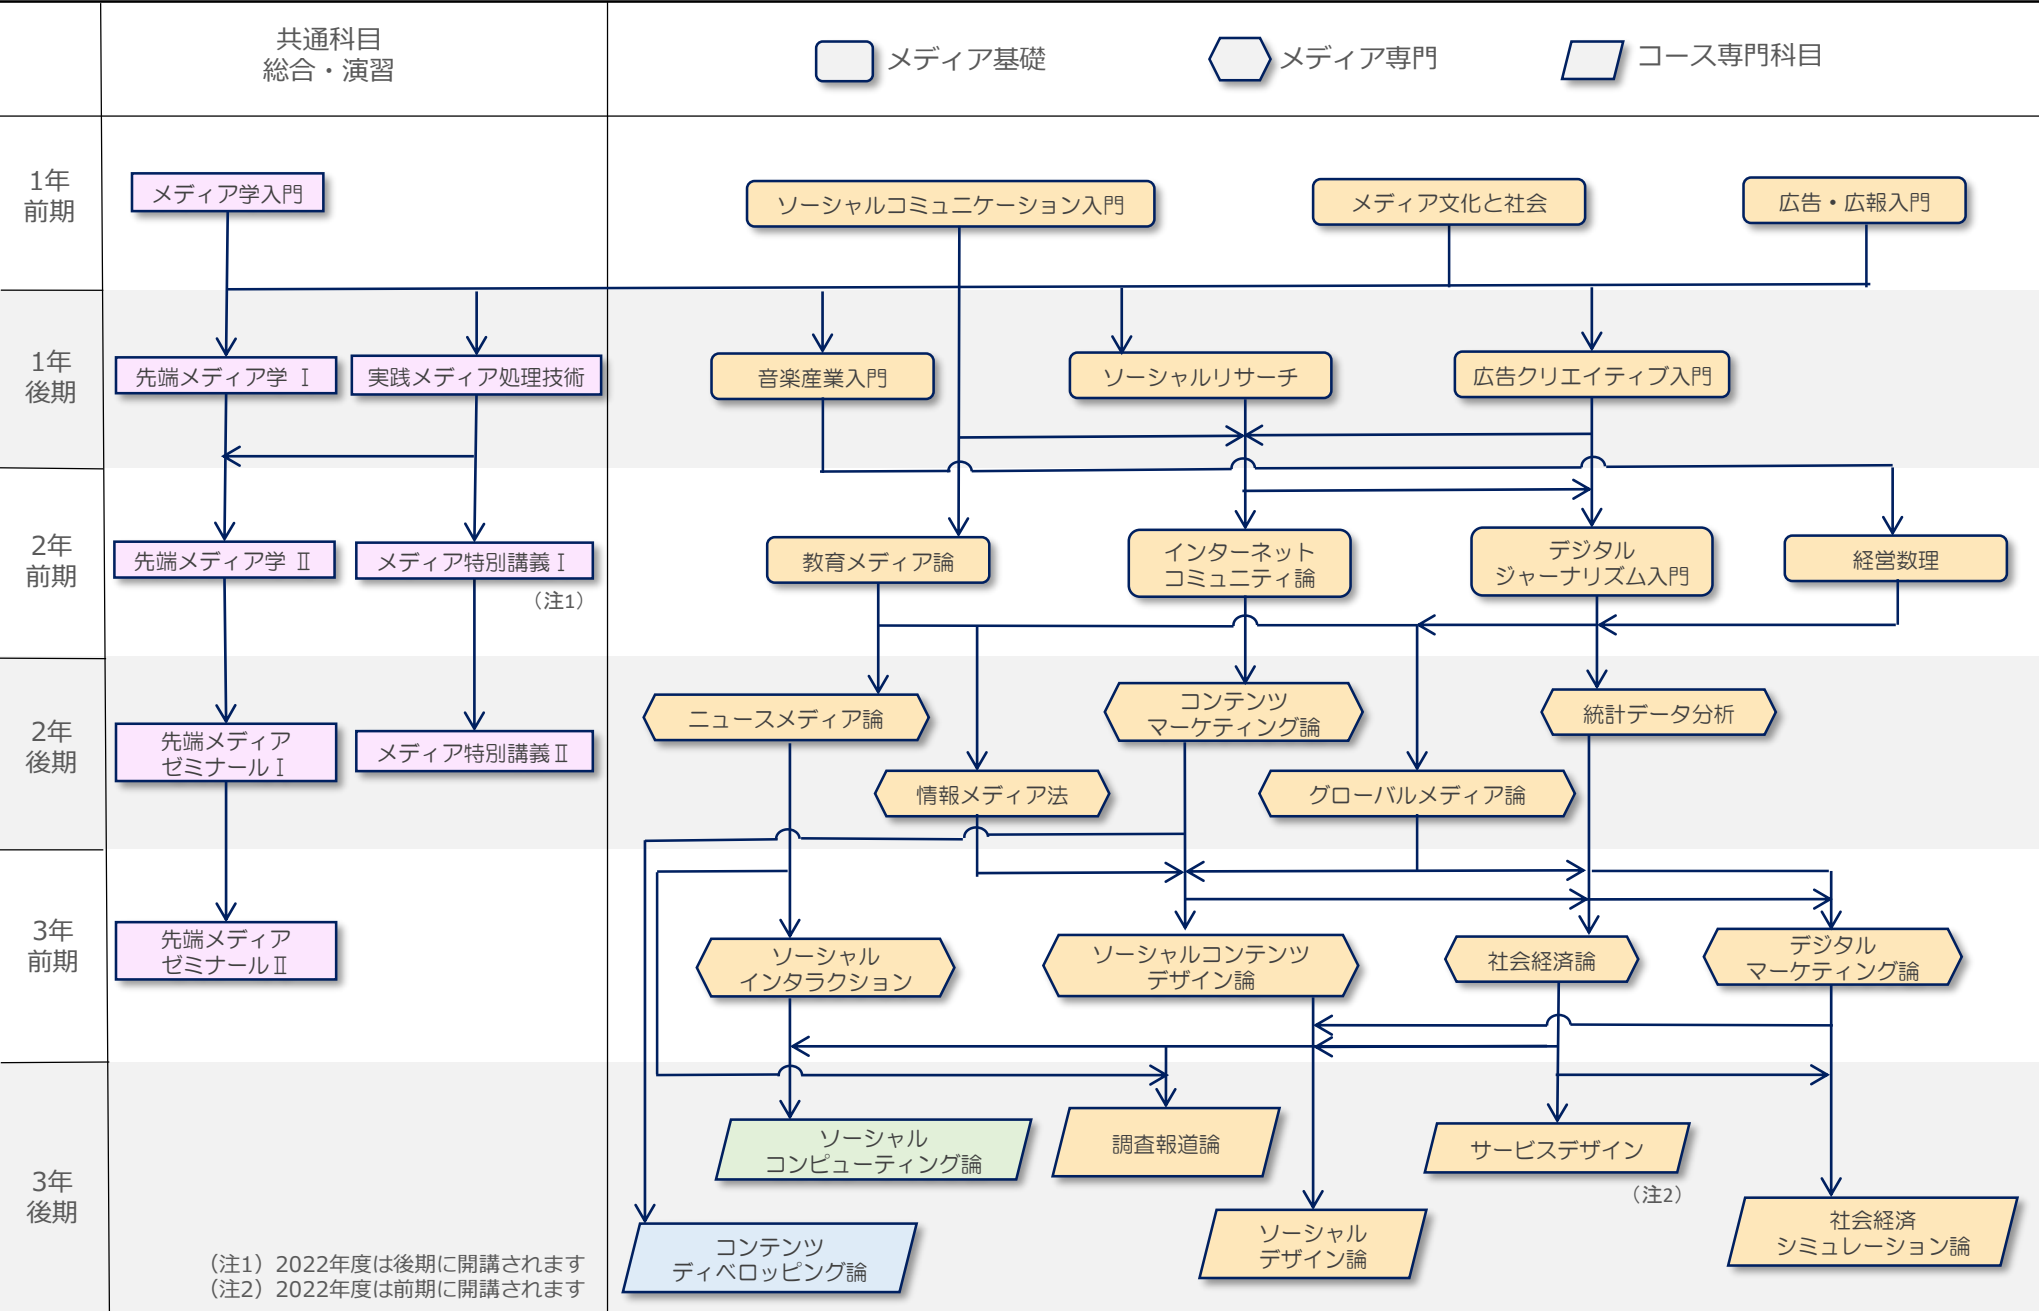 共通科目
総合・演習
メディア基礎
メディア専門
コース専門科目
1年
前期
メディア学入門
ソーシャルコミュニケーション入門
メディア文化と社会
広告・広報入門
1年
後期
先端メディア学 Ⅰ
実践メディア処理技術
音楽産業入門
ソーシャルリサーチ
広告クリエイティブ入門
2年
前期
先端メディア学 Ⅱ
メディア特別講義Ⅰ
（注1）
教育メディア論
インターネット
コミュニティ論
デジタル
ジャーナリズム入門
経営数理
2年
後期
先端メディア
ゼミナールⅠ
メディア特別講義Ⅱ
ニュースメディア論
コンテンツ
マーケティング論
統計データ分析
情報メディア法
グローバルメディア論
3年
前期
先端メディア
ゼミナールⅡ
ソーシャル
インタラクション
ソーシャルコンテンツ
デザイン論
社会経済論
デジタル
マーケティング論
3年
後期
ソーシャル
コンピューティング論
調査報道論
サービスデザイン
（注2）
コンテンツ
ディベロッピング論
ソーシャル
デザイン論
社会経済
シミュレーション論
（注1）2022年度は後期に開講されます
（注2）2022年度は前期に開講されます